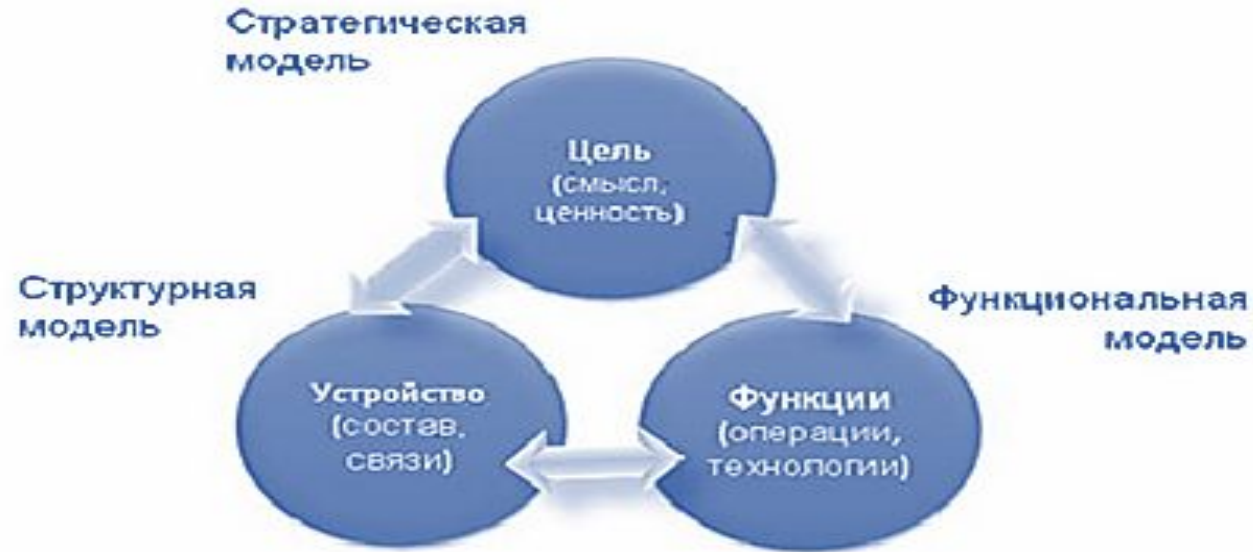 Стратегическая
модель
Цель
(смысл,
ценность)
Структурная
модель
Функциональная
модель
Устройство
(состав,
связи)
Функции
(операции,
технологии)